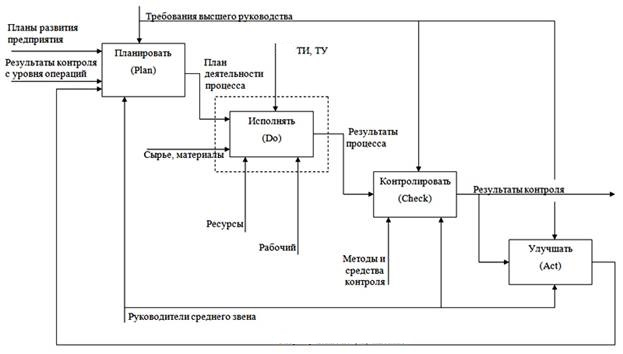 Требования высшего руководства
Планы развития
предприятия
Результаты контроля
с уровня операций
Планировать
(Plan)
План
деятельности
процесса
ТИ, ТУ
Исполнять
(Do)
Сырье, материалы
Результаты
процесса
Контролировать
(Check)
Результаты контроля
Ресурсы
Рабочий
Методы и
средства
контроля
Улучшать
(Act)
Руководители среднего звена